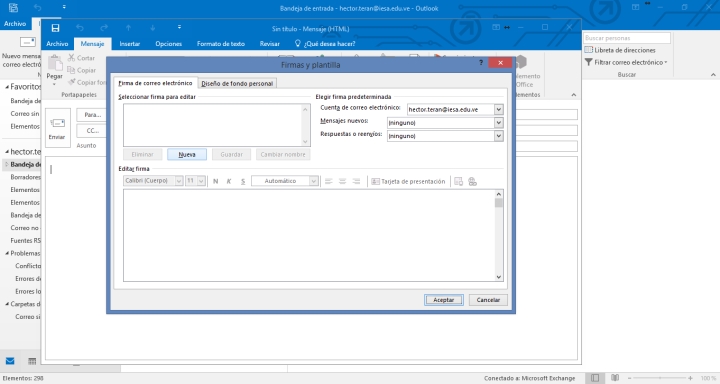 Bandeja de entrada - hector.teran@iesa.edu.ve - Outlook
Archivo
Sin título - Mensaje (HTML)
Archivo Mensaje Insertar Opciones Formato de texto Revisar ¿Qué desea hacer?
Nuevo mensaje
correo electró
Pegar
Cortar
Copiar
Copiar for
Portapapeles
Buscar personas
Libreta de direcciones
Filtrar correo electrónico
Buscar
Office
Firmas y plantilla
Firma de correo electrónico Diseño de fondo personal
Seleccionar firma para editar
Eliminar Nueva Guardar Cambiar nombre
Elegir firma predeterminada
Cuenta de correo electrónico: hector.teran@iesa.edu.ve
Mensajes nuevos: (ninguno)
Respuestas o reenvíos: (ninguno)
Editar firma
Calibri (Cuerpo) 11 N K S Automático Tarjeta de presentación
Aceptar Cancelar
Enviar
Para...
CC...
Asunto
Favoritos
Bandeja de
Correo sin
Elementos
hector.te
Bandeja d
Borradores
Elementos
Elementos
Bandeja de
Correo no
Fuentes RS
Problemas
Conflicto
Errores d
Errores lo
Carpetas d
Correo si
Elementos: 298
Conectado a: Microsoft Exchange
100%